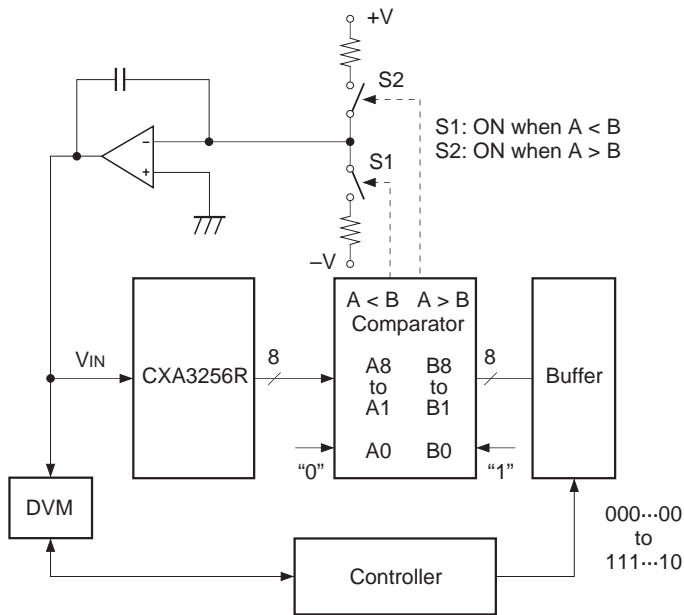 +V
S2
S1: ON when A < B
S2: ON when A > B
S1
–
+
–V
A < B A > B
Comparator
VIN
CXA3256R
8
A8 B8
to to
A1 B1
8
Buffer
A0 B0
“0”
“1”
DVM
000···00
to
111···10
Controller